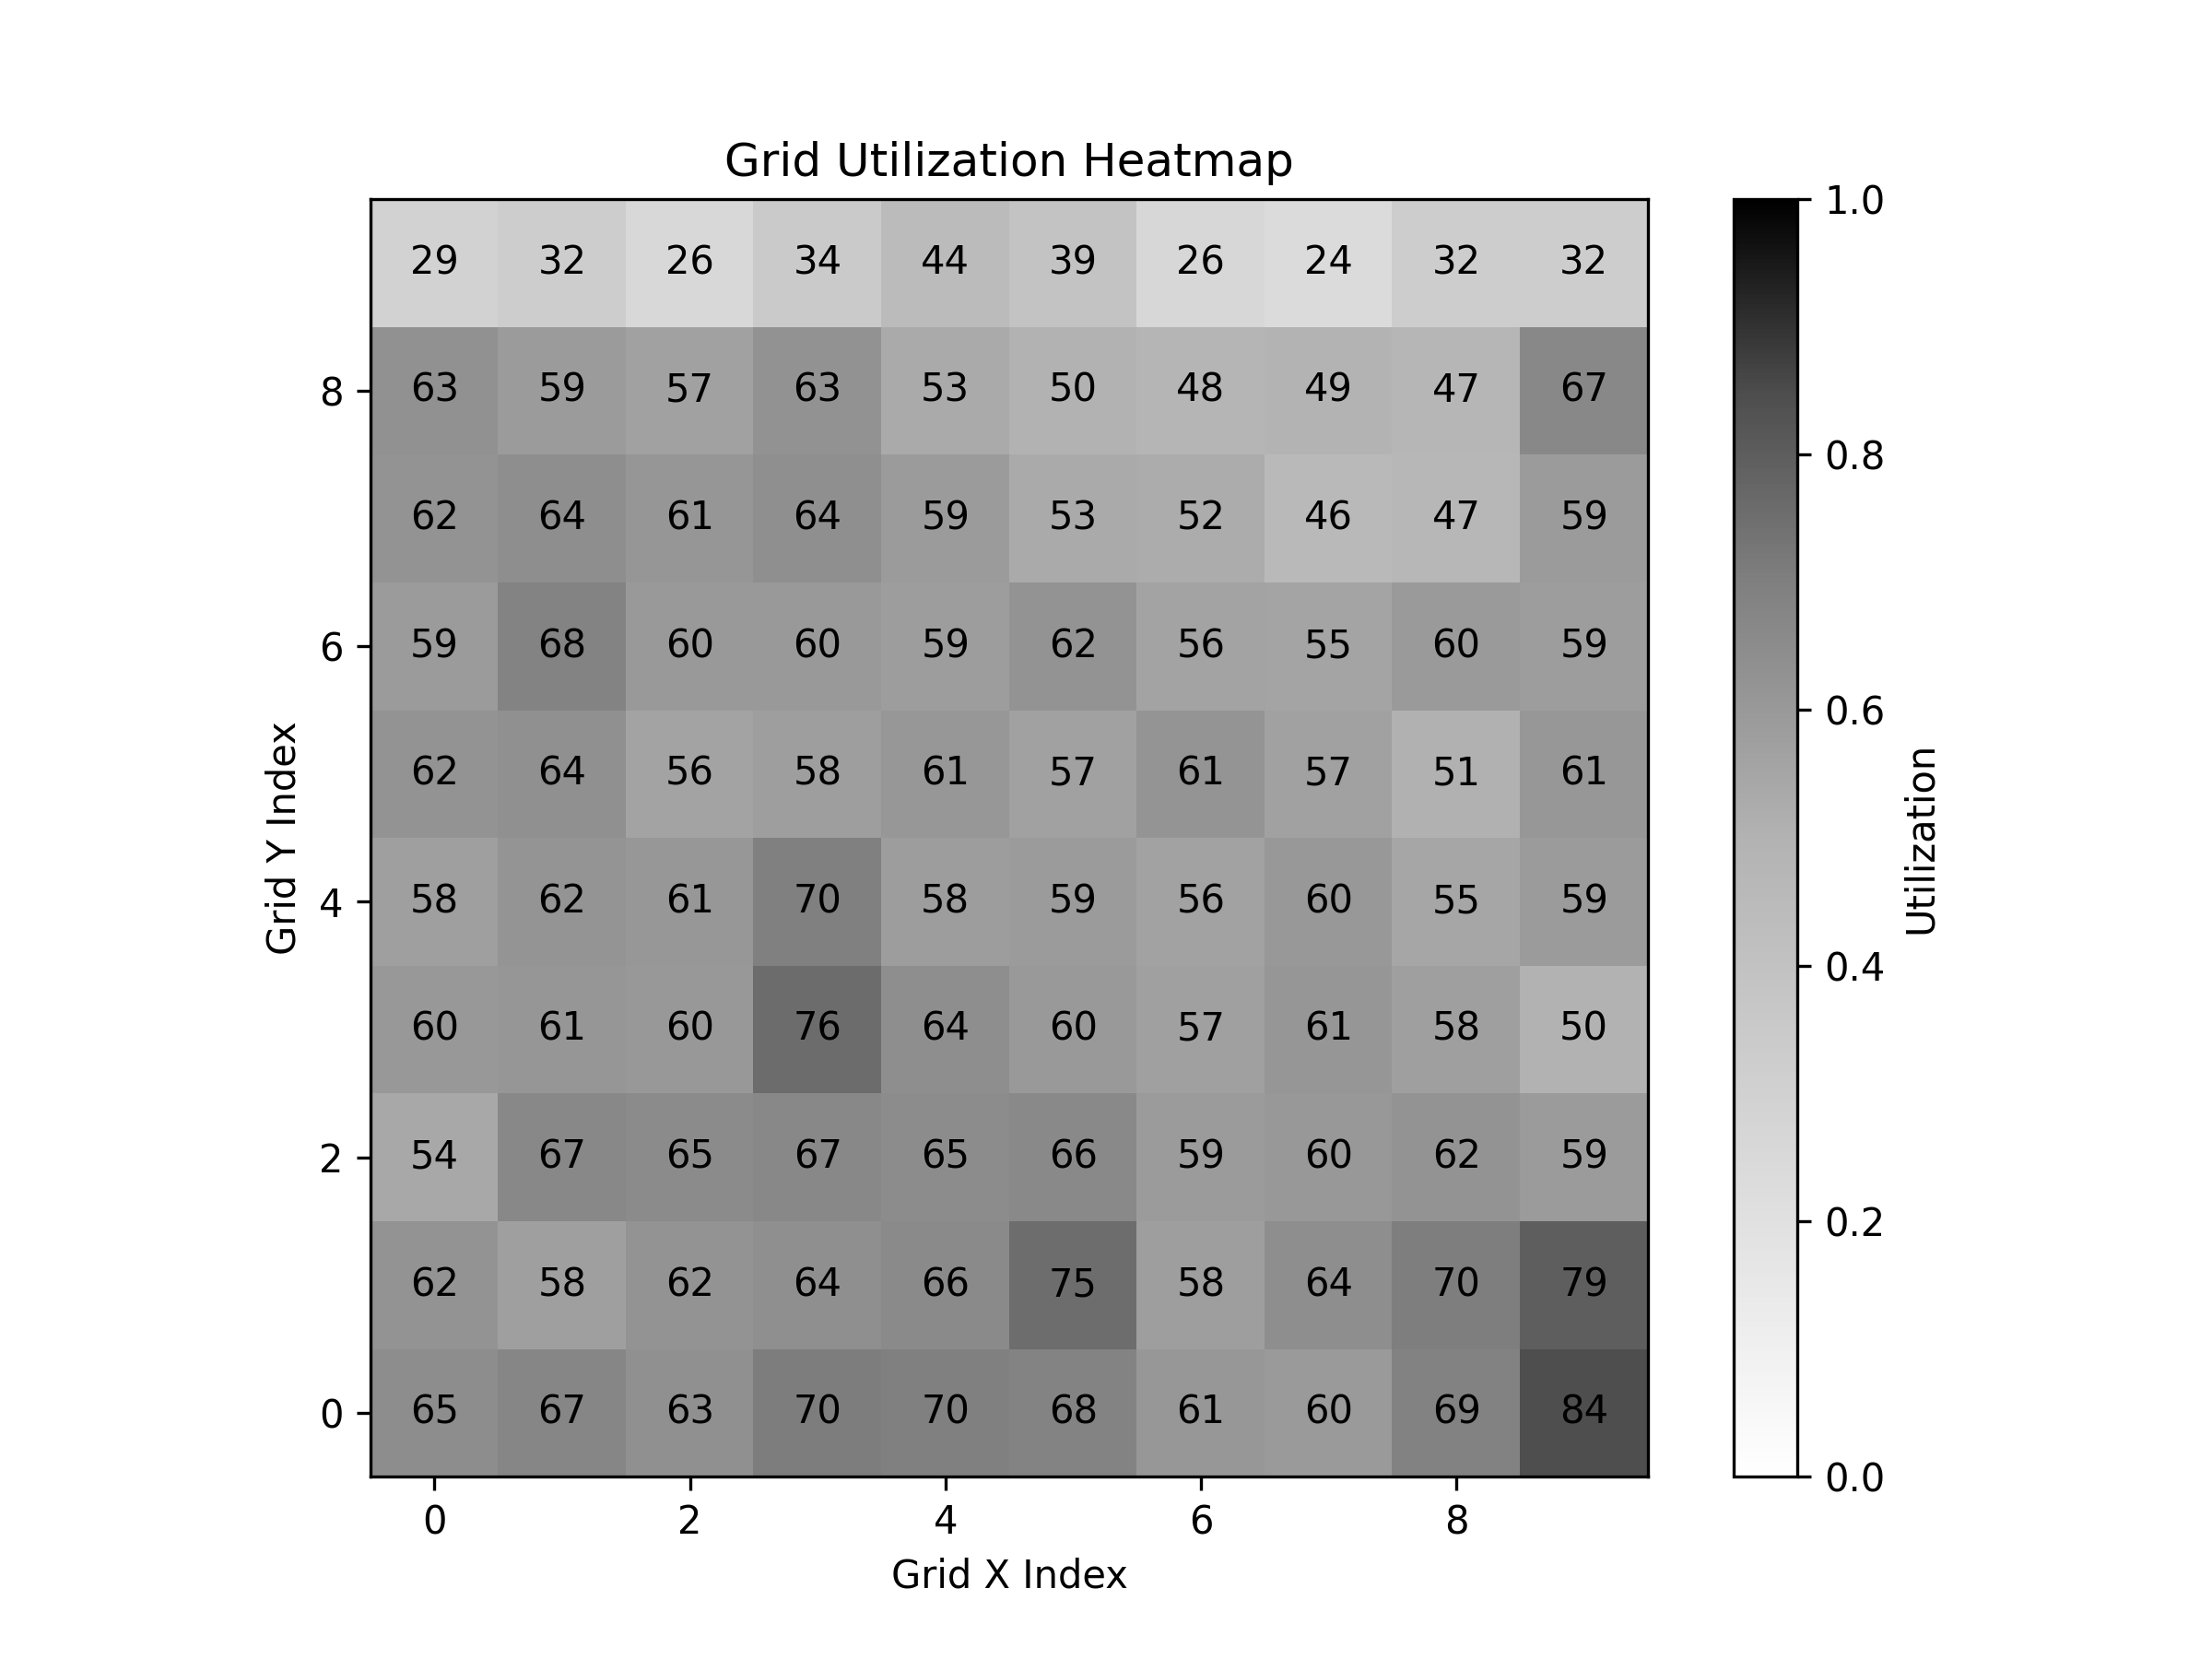 Grid Utilization Heatmap
29 32 26 34 44 39 26 24 32 32
8 63 59 57 63 53 50 48 49 47 67
62 64 61 64 59 53 52 46 47 59
6 59 68 60 60 59 62 56 55 60 59
62 64 56 58 61 57 61 57 51 61
4 58 62 61 70 58 59 56 60 55 59
60 61 60 76 64 60 57 61 58 50
2 54 67 65 67 65 66 59 60 62 59
62 58 62 64 66 75 58 64 70 79
0 65 67 63 70 70 68 61 60 69 84
0 2 4 6 8
Grid X Index
Grid Y Index
1.0
0.8
0.6
0.4
0.2
0.0
Utilization